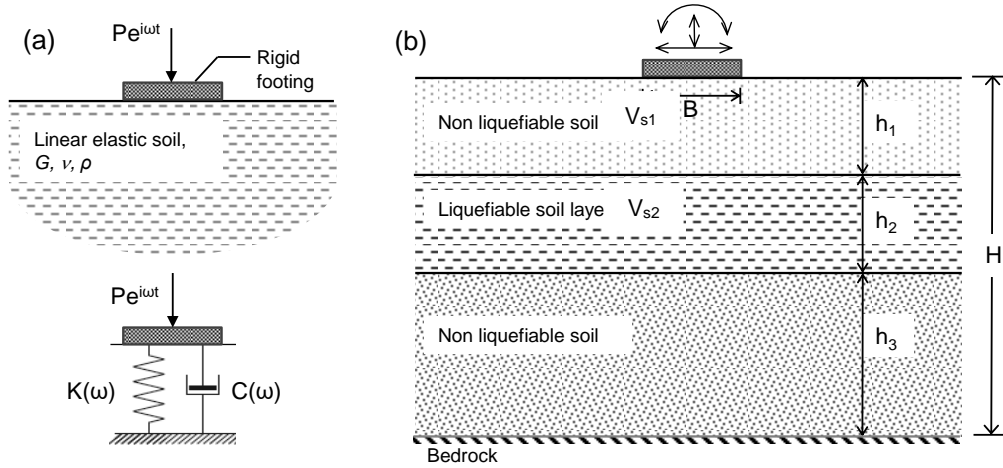 (a)
Pe^iωt
Rigid
footing
Linear elastic soil,
G, ν, ρ
Pe^iωt
K(ω)
C(ω)
(b)
Non liquefiable soil
V_s1
B
h_1
Liquefiable soil laye
V_s2
h_2
H
Non liquefiable soil
h_3
Bedrock